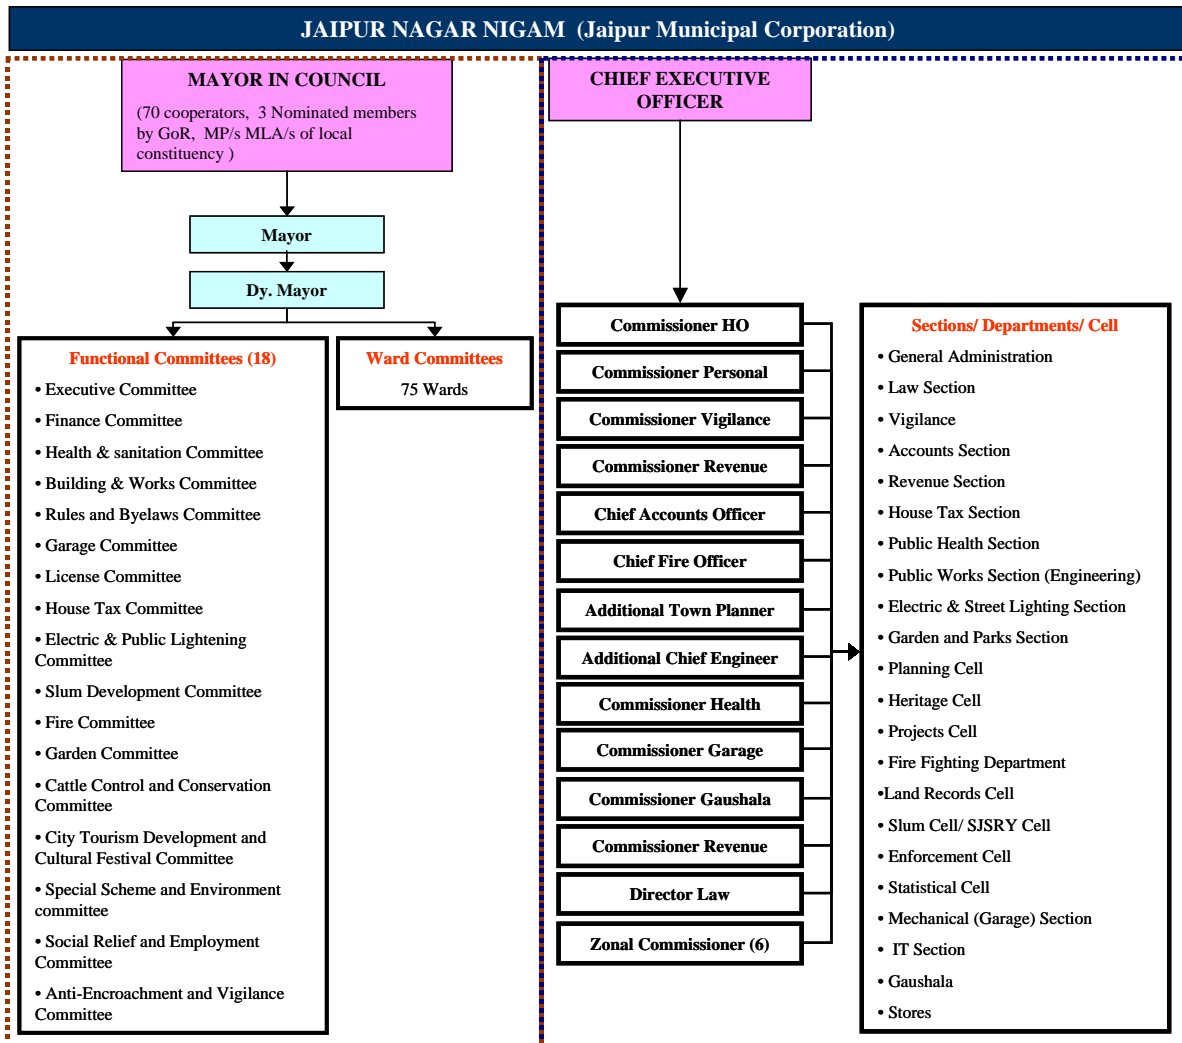 JAIPUR NAGAR NIGAM (Jaipur Municipal Corporation)
MAYOR IN COUNCIL
(70 cooperators, 3 Nominated members
by GoR, MP/s MLA/s of local
constituency )
Mayor
Dy. Mayor
Functional Committees (18)
• Executive Committee
• Finance Committee
• Health & sanitation Committee
• Building & Works Committee
• Rules and Byelaws Committee
• Garage Committee
• License Committee
• House Tax Committee
• Electric & Public Lightening
Committee
• Slum Development Committee
• Fire Committee
• Garden Committee
• Cattle Control and Conservation
Committee
• City Tourism Development and
Cultural Festival Committee
• Special Scheme and Environment
committee
• Social Relief and Employment
Committee
• Anti-Encroachment and Vigilance
Committee
Ward Committees
75 Wards
CHIEF EXECUTIVE
OFFICER
Commissioner HO
Commissioner Personal
Commissioner Vigilance
Commissioner Revenue
Chief Accounts Officer
Chief Fire Officer
Additional Town Planner
Additional Chief Engineer
Commissioner Health
Commissioner Garage
Commissioner Gaushala
Commissioner Revenue
Director Law
Zonal Commissioner (6)
Sections/ Departments/ Cell
• General Administration
• Law Section
• Vigilance
• Accounts Section
• Revenue Section
• House Tax Section
• Public Health Section
• Public Works Section (Engineering)
• Electric & Street Lighting Section
• Garden and Parks Section
• Planning Cell
• Heritage Cell
• Projects Cell
• Fire Fighting Department
•Land Records Cell
• Slum Cell/ SJSRY Cell
• Enforcement Cell
• Statistical Cell
• Mechanical (Garage) Section
• IT Section
• Gaushala
• Stores